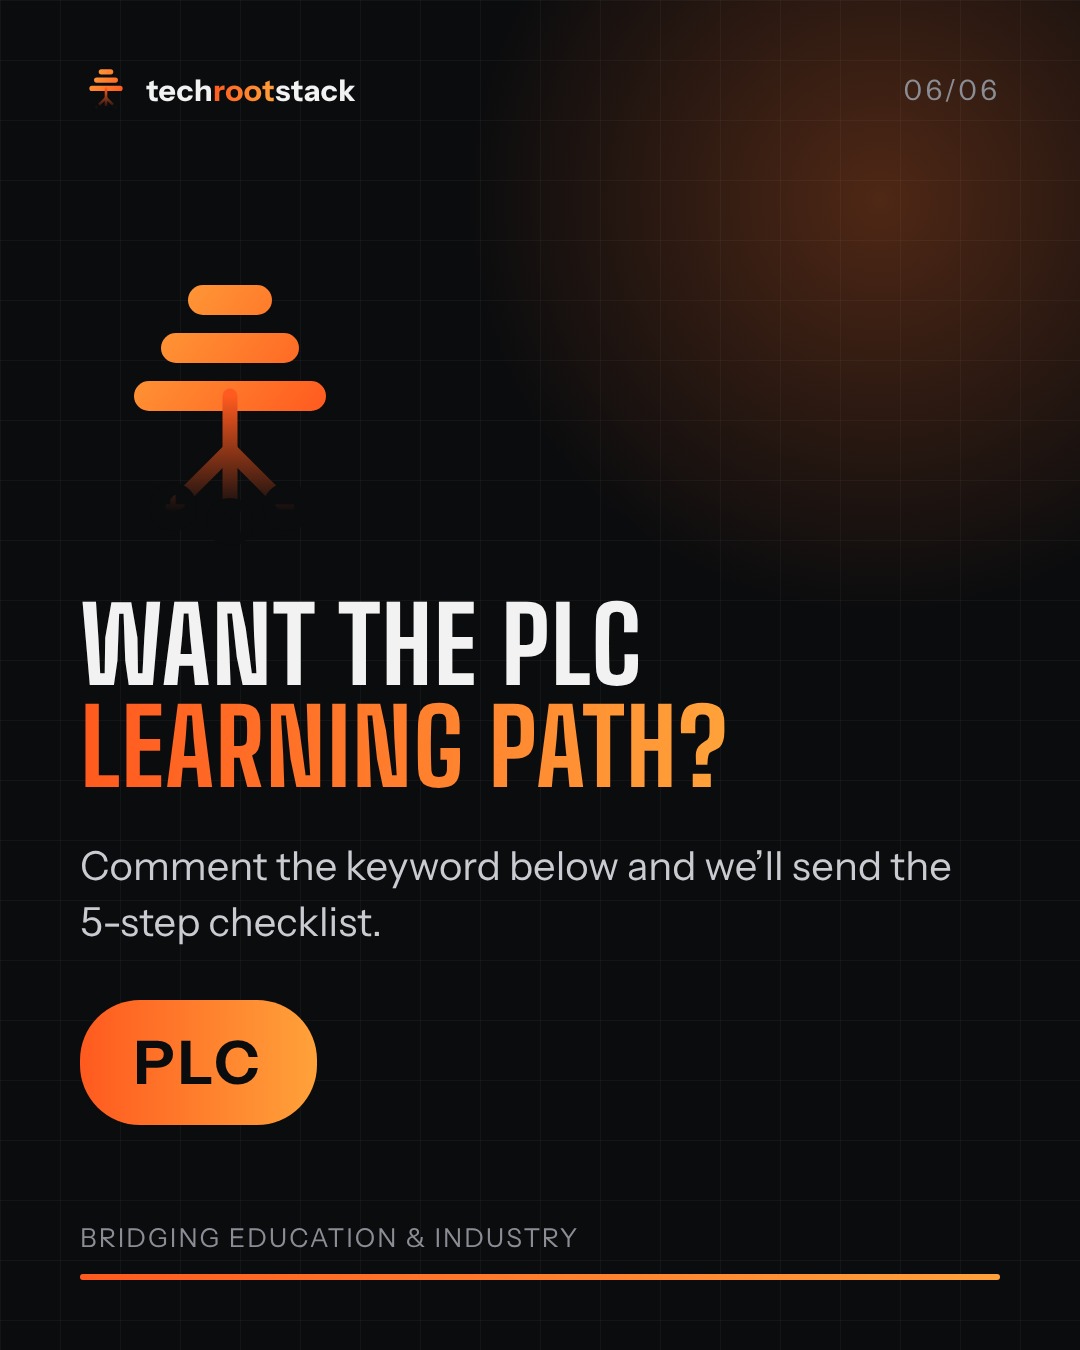 techrootstack
06/06
WANT THE PLC
LEARNING PATH?
Comment the keyword below and we’ll send the
5-step checklist.
PLC
BRIDGING EDUCATION & INDUSTRY